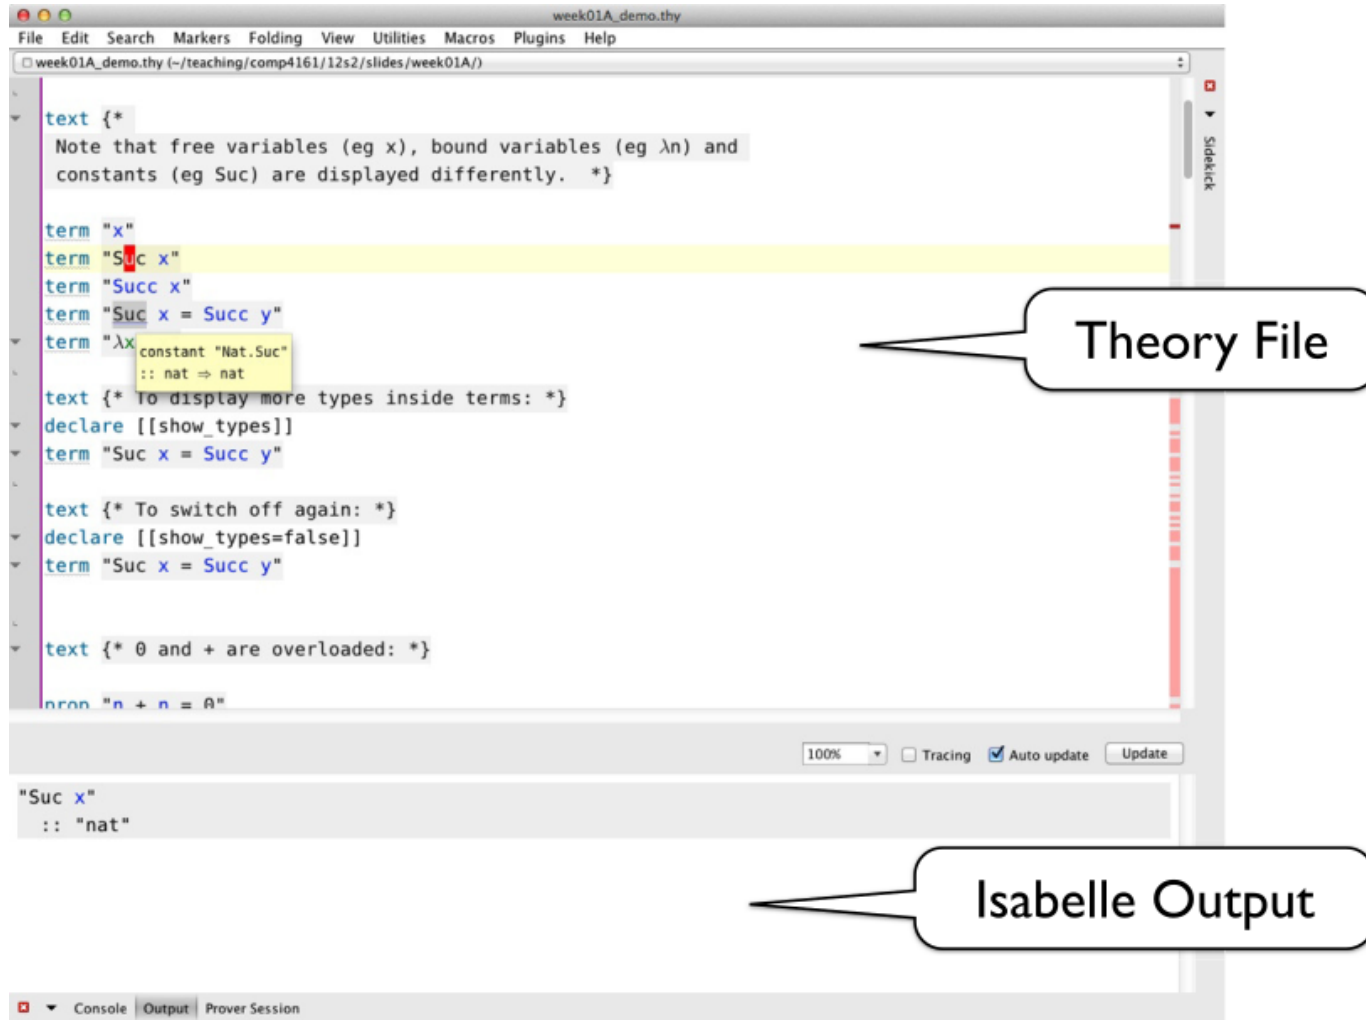 week01A_demo.thy
File Edit Search Markers Folding View Utilities Macros Plugins Help
week01A_demo.thy (~/teaching/comp4161/12s2/slides/week01A/)
Sidekick
text {*
Note that free variables (eg x), bound variables (eg λn) and
constants (eg Suc) are displayed differently. *}
term "x"
term "Suc x"
term "Succ x"
term "Suc x = Succ y"
term "λx
constant "Nat.Suc"
:: nat ⇒ nat
Theory File
text {* To display more types inside terms: *}
declare [[show_types]]
term "Suc x = Succ y"
text {* To switch off again: *}
declare [[show_types=false]]
term "Suc x = Succ y"
text {* 0 and + are overloaded: *}
prop "n + n = 0"
100% Tracing Auto update Update
"Suc x"
:: "nat"
Isabelle Output
Console Output Prover Session